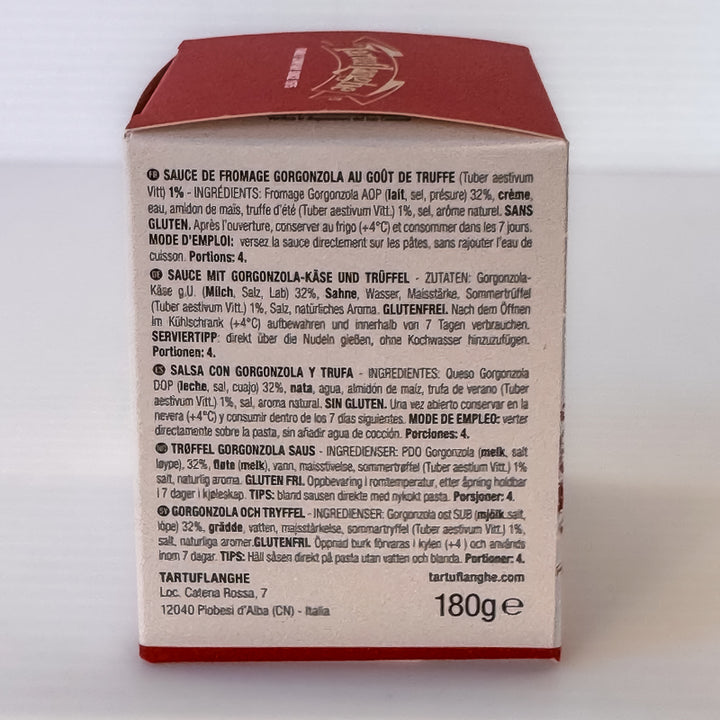 Tartuflanghe
FR SAUCE DE FROMAGE GORGONZOLA AU GOÛT DE TRUFFE (Tuber aestivum
Vitt) 1% - INGRÉDIENTS: Fromage Gorgonzola AOP (lait, sel, présure) 32%, crème,
eau, amidon de maïs, truffe d'été (Tuber aestivum Vitt.) 1%, sel, arôme naturel. SANS
GLUTEN. Après l'ouverture, conserver au frigo (+4°C) et consommer dans les 7 jours.
MODE D'EMPLOI: versez la sauce directement sur les pâtes, sans rajouter l'eau de
cuisson. Portions: 4.
DE SAUCE MIT GORGONZOLA-KÄSE UND TRÜFFEL - ZUTATEN: Gorgonzola-
Käse g.U. (Milch, Salz, Lab) 32%, Sahne, Wasser, Maisstärke, Sommertrüffel
(Tuber aestivum Vitt.) 1%, Salz, natürliches Aroma. GLUTENFREI. Nach dem Öffnen
im Kühlschrank (+4°C) aufbewahren und innerhalb von 7 Tagen verbrauchen.
SERVIERTIPP: direkt über die Nudeln gießen, ohne Kochwasser hinzuzufügen.
Portionen: 4.
ES SALSA CON GORGONZOLA Y TRUFA - INGREDIENTES: Queso Gorgonzola
DOP (leche, sal, cuajo) 32%, nata, agua, almidón de maíz, trufa de verano (Tuber
aestivum Vitt.) 1%, sal, aroma natural. SIN GLUTEN. Una vez abierto conservar en la
nevera (+4°C) y consumir dentro de los 7 días siguientes. MODE DE EMPLEO: verter
directamente sobre la pasta, sin añadir agua de cocción. Porciones: 4.
NO TRØFFEL GORGONZOLA SAUS - INGREDIENSER: PDO Gorgonzola (melk, salt
løype), 32%, fløte (melk), vann, maisstivelse, sommertrøffel (Tuber aestium Vitt.) 1%
salt, naturlig aroma. GLUTEN FRI. Oppbevaring i romtemperatur, etter åpning holdbar
i 7 dager i kjøleskap. TIPS: bland sausen direkte med nykokt pasta. Porsjoner: 4.
SV GORGONZOLA OCH TRYFFEL - INGREDIENSER: Gorgonzola ost SUB (mjölk, salt,
löpe) 32%, grädde, vatten, majsstärkelse, sommartryffel (Tuber aestivum Vitt.) 1%,
salt, naturliga aromer. GLUTENFRI. Öppnad burk förvaras i kylen (+4 ) och används
inom 7 dagar. TIPS: Häll såsen direkt på pasta utan vatten och blanda. Portioner: 4.
TARTUFLANGHE
Loc. Catena Rossa, 7
12040 Piobesi d'Alba (CN) - Italia
tartuflanghe.com
180g e